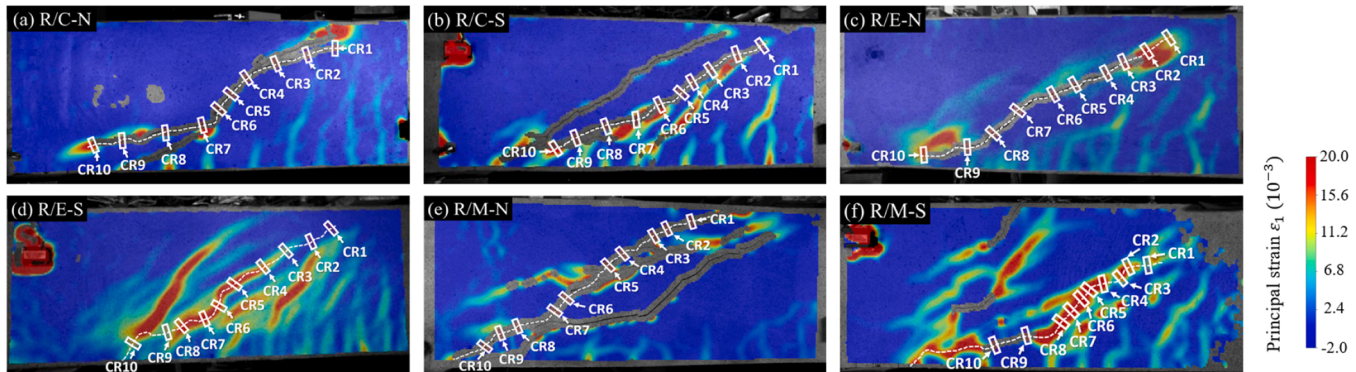 (a) R/C-N
CR1
CR2
CR3
CR4
CR5
CR6
CR7
CR8
CR9
CR10
(b) R/C-S
CR1
CR2
CR3
CR4
CR5
CR6
CR7
CR8
CR9
CR10
(c) R/E-N
CR1
CR2
CR3
CR4
CR5
CR6
CR7
CR8
CR9
CR10
(d) R/E-S
CR1
CR2
CR3
CR4
CR5
CR6
CR7
CR8
CR9
CR10
(e) R/M-N
CR1
CR2
CR3
CR4
CR5
CR6
CR7
CR8
CR9
CR10
(f) R/M-S
CR2
CR1
CR3
CR4
CR5
CR6
CR7
CR8
CR9
CR10
Principal strain ε₁ (10⁻³)
20.0
15.6
11.2
6.8
2.4
-2.0